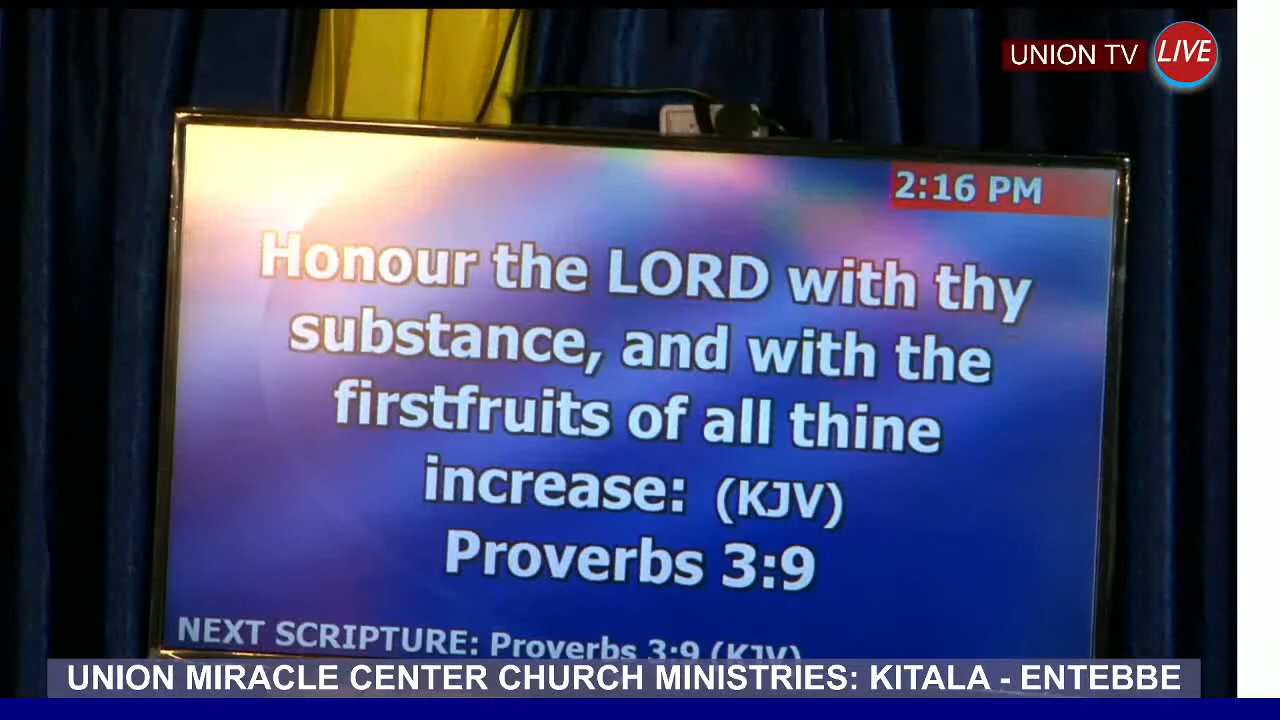 UNION TV LIVE
2:16 PM
Honour the LORD with thy
substance, and with the
firstfruits of all thine
increase: (KJV)
Proverbs 3:9
NEXT SCRIPTURE: Proverbs 3:9 (KJV)
UNION MIRACLE CENTER CHURCH MINISTRIES: KITALA - ENTEBBE